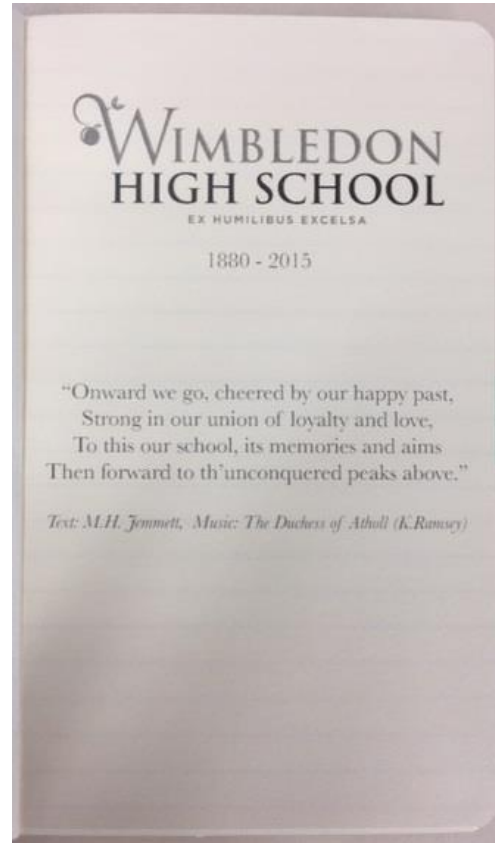 WIMBLEDON
HIGH SCHOOL
EX HUMILIBUS EXCELSA
1880 - 2015
“Onward we go, cheered by our happy past,
Strong in our union of loyalty and love,
To this our school, its memories and aims
Then forward to th'unconquered peaks above.”
Text: M.H. Jemmett, Music: The Duchess of Atholl (K.Ramsey)